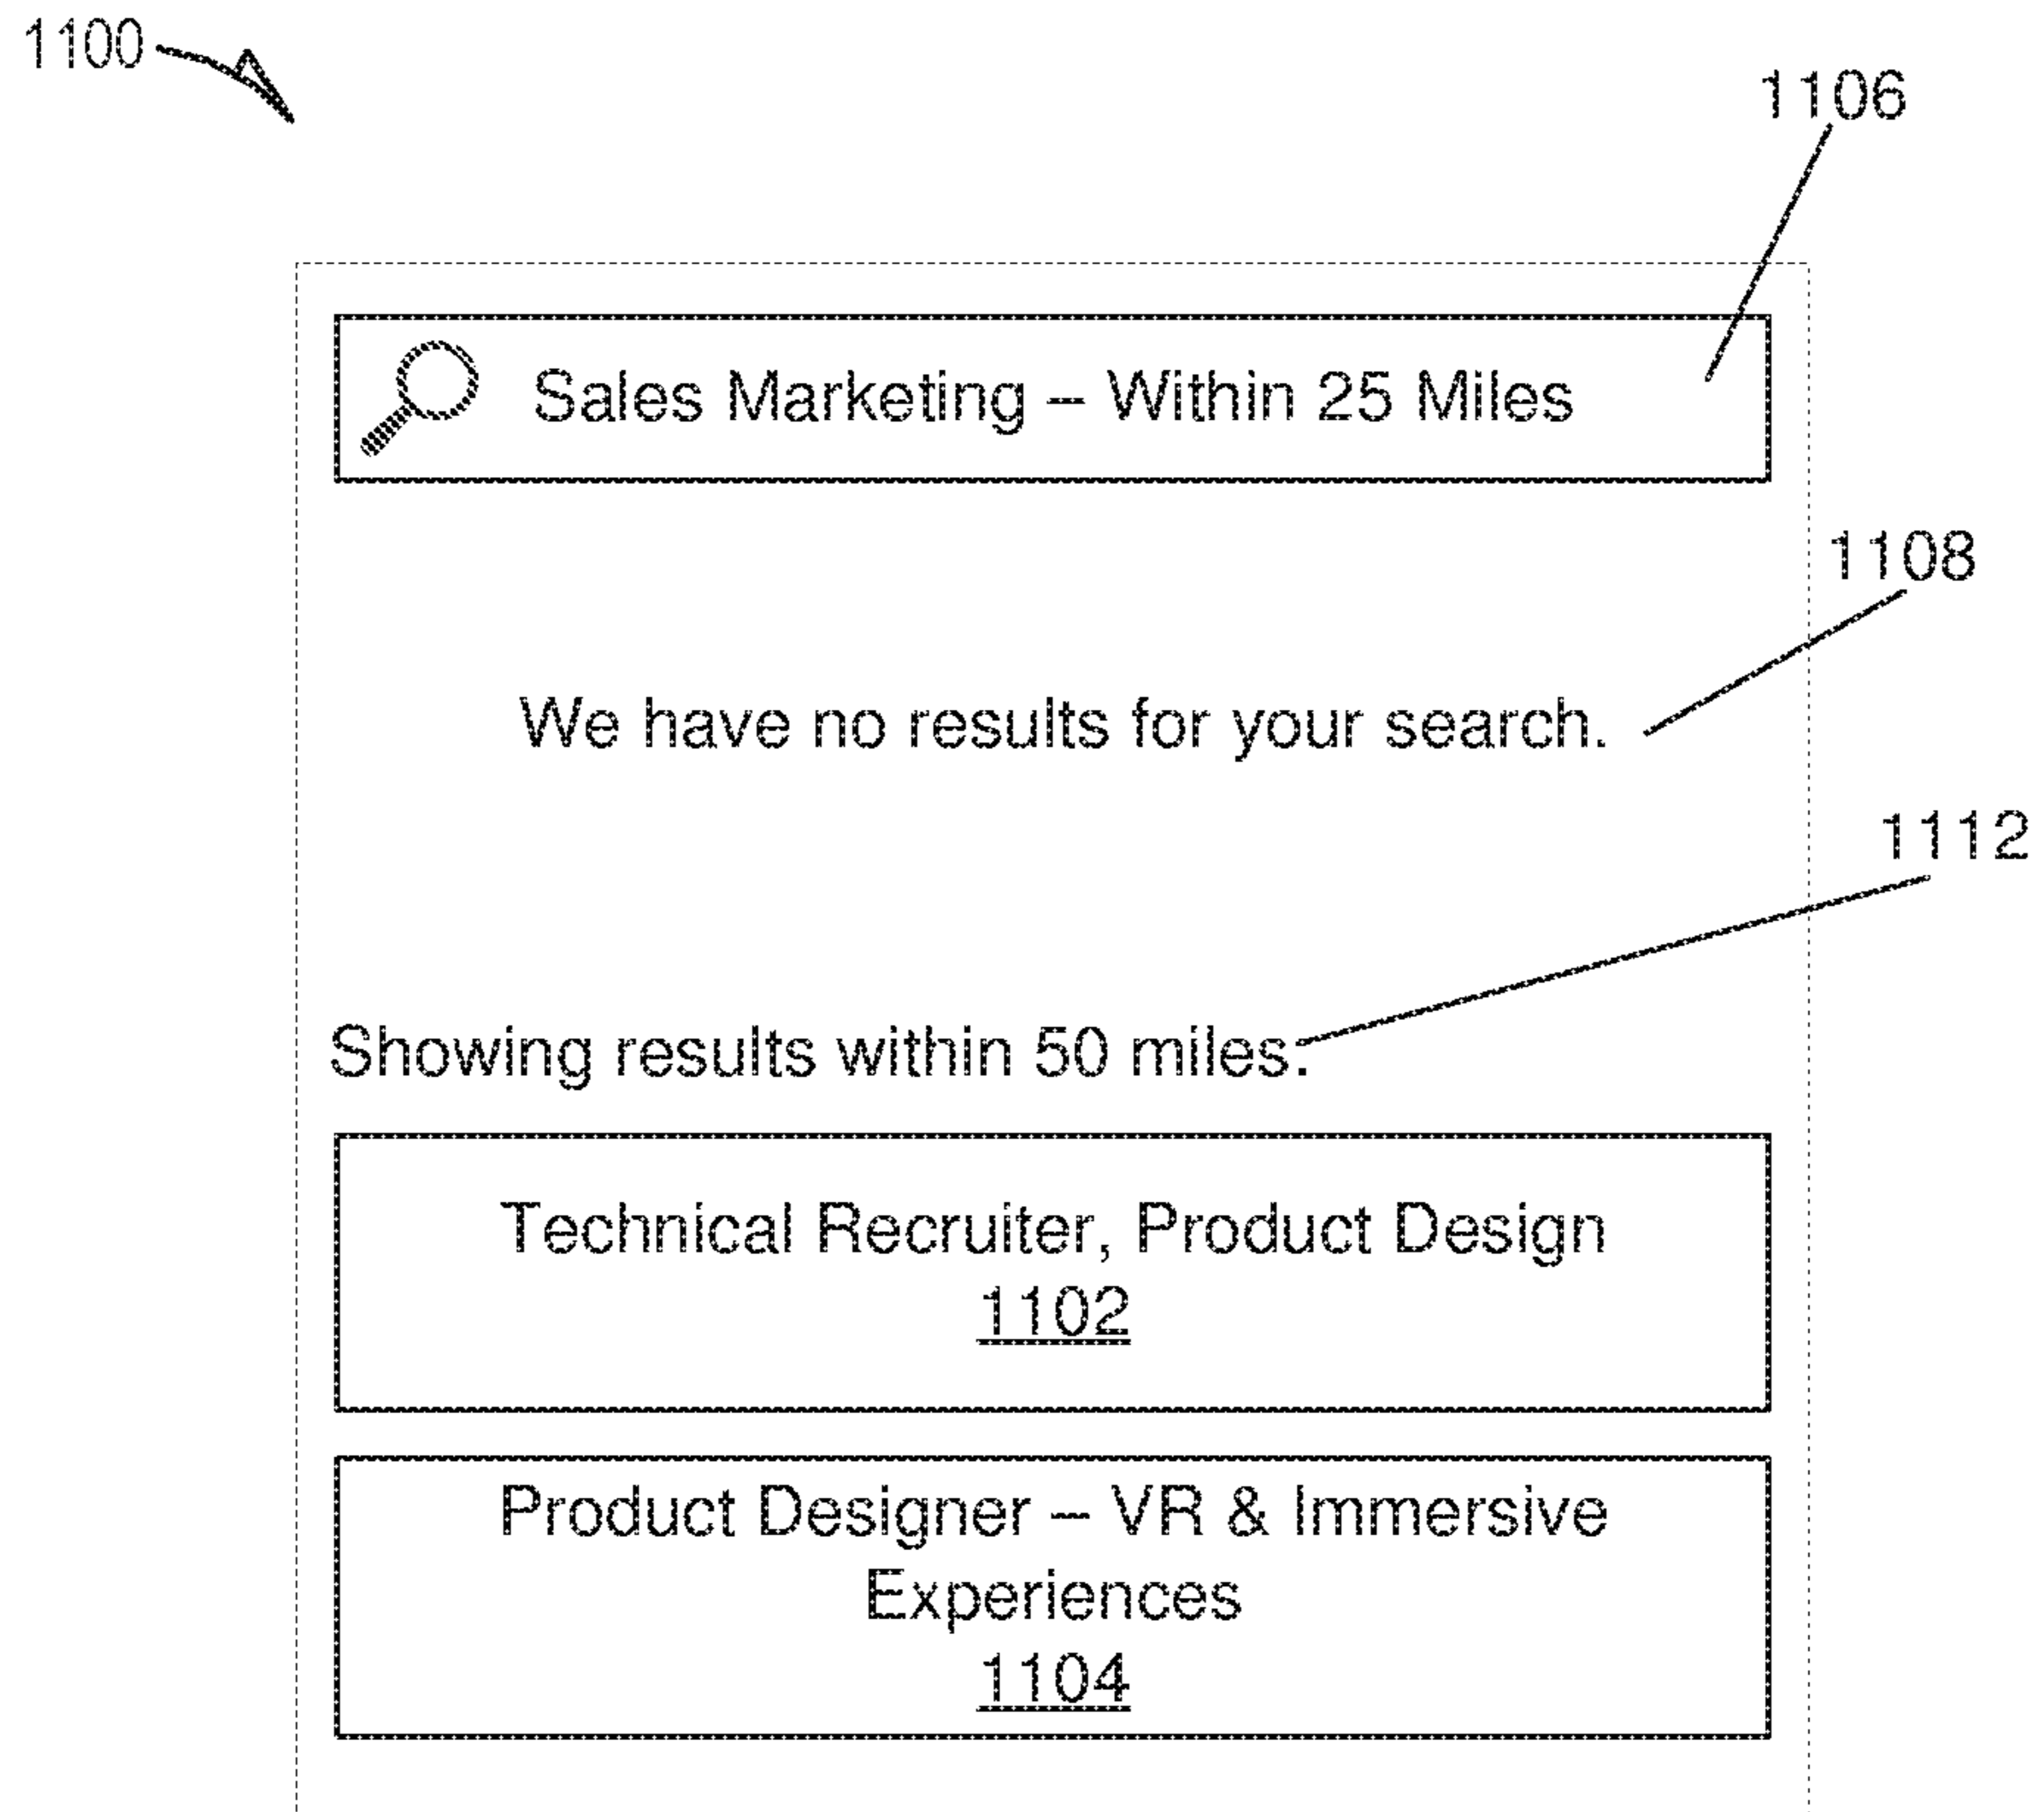 1100
1106
Sales Marketing – Within 25 Miles
1108
We have no results for your search.
1112
Showing results within 50 miles.
Technical Recruiter, Product Design
1102
Product Designer – VR & Immersive
Experiences
1104